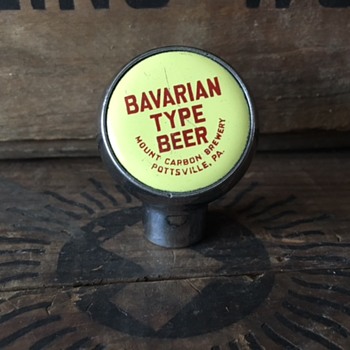 BAVARIAN
TYPE
BEER
MOUNT CARBON BREWERY
POTTSVILLE, PA.